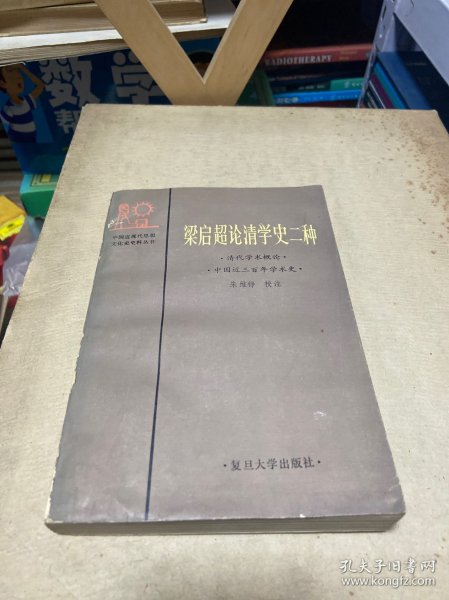 RADIOTHERAPY
数学
帮
中国近现代思想
文化史史料丛书
梁启超论清学史二种
·清代学术概论·
·中国近三百年学术史·
朱维铮 校注
·复旦大学出版社·
孔夫子旧书网
www.kongfz.com